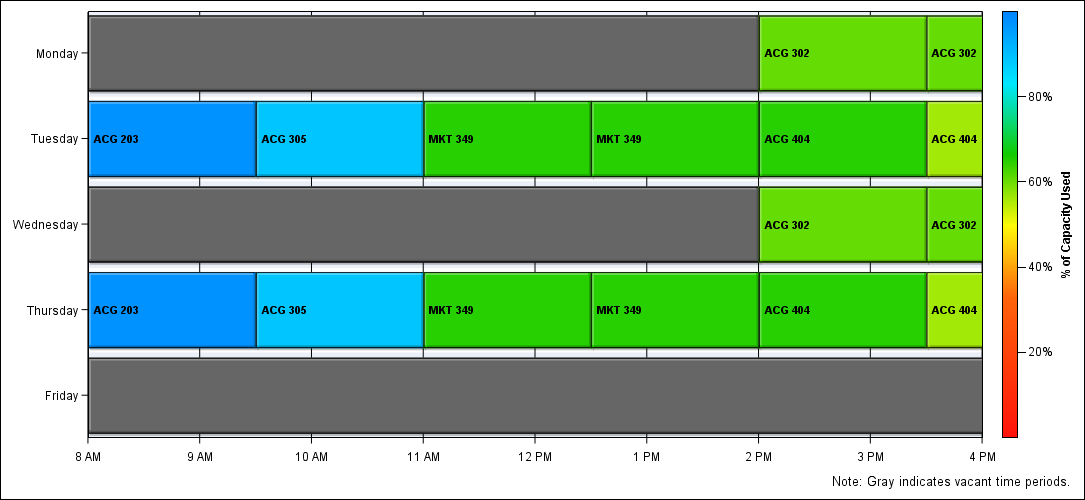 Monday
ACG 302
ACG 302
Tuesday
ACG 203
ACG 305
MKT 349
MKT 349
ACG 404
ACG 404
Wednesday
ACG 302
ACG 302
Thursday
ACG 203
ACG 305
MKT 349
MKT 349
ACG 404
ACG 404
Friday
8 AM
9 AM
10 AM
11 AM
12 PM
1 PM
2 PM
3 PM
4 PM
80%
60%
40%
20%
% of Capacity Used
Note: Gray indicates vacant time periods.